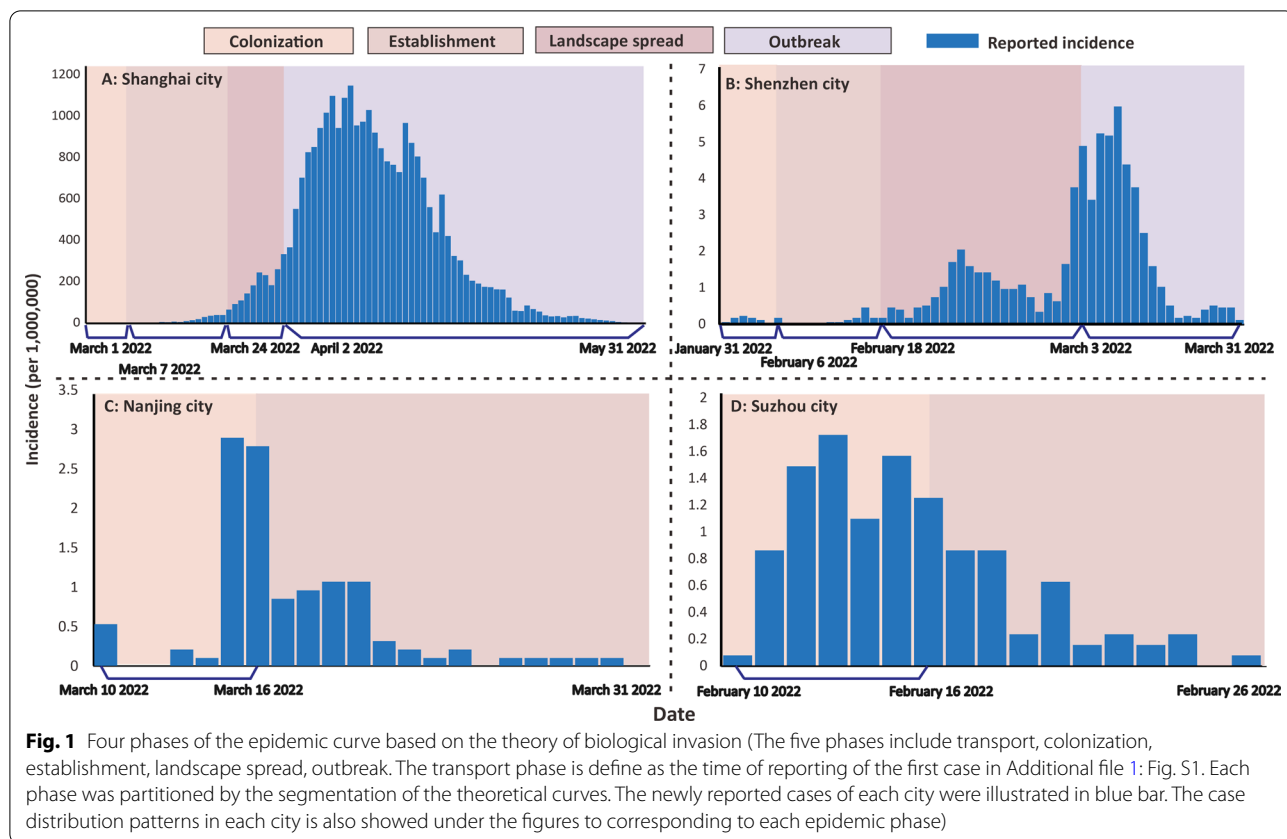 Colonization Establishment Landscape spread Outbreak Reported incidence
A: Shanghai city
1200
1000
800
600
400
200
0
March 1 2022 March 24 2022 April 2 2022 May 31 2022
March 7 2022
B: Shenzhen city
7
6
5
4
3
2
1
0
January 31 2022 February 18 2022 March 3 2022 March 31 2022
February 6 2022
Incidence (per 1,000,000)
C: Nanjing city
3.5
3
2.5
2
1.5
1
0.5
0
March 10 2022 March 16 2022 March 31 2022
D: Suzhou city
2
1.8
1.6
1.4
1.2
1
0.8
0.6
0.4
0.2
0
February 10 2022 February 16 2022 February 26 2022
Date
Fig. 1 Four phases of the epidemic curve based on the theory of biological invasion (The five phases include transport, colonization,
establishment, landscape spread, outbreak. The transport phase is define as the time of reporting of the first case in Additional file 1: Fig. S1. Each
phase was partitioned by the segmentation of the theoretical curves. The newly reported cases of each city were illustrated in blue bar. The case
distribution patterns in each city is also showed under the figures to corresponding to each epidemic phase)